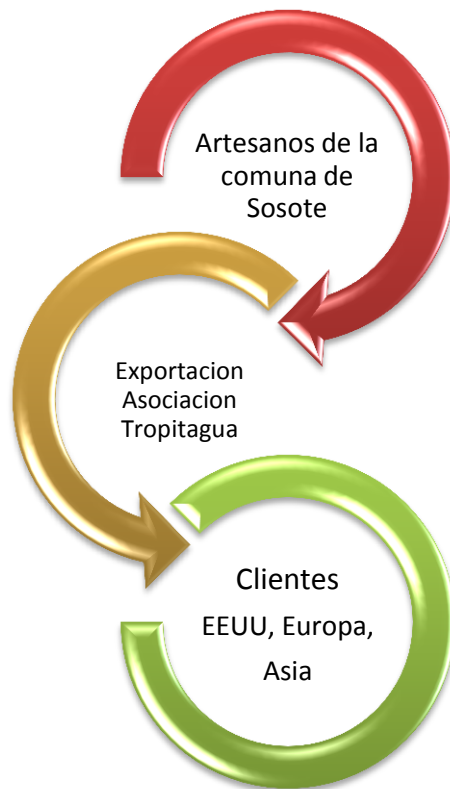 Artesanos de la
comuna de
Sosote
Exportacion
Asociacion
Tropitagua
Clientes
EEUU, Europa,
Asia